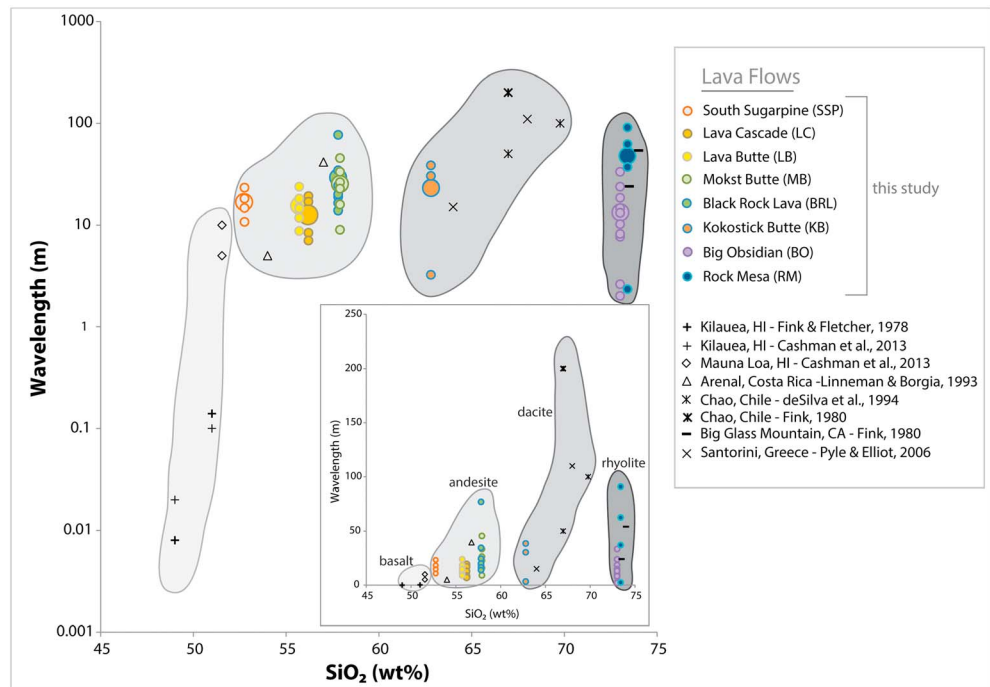 1000
100
10
1
0.1
0.01
0.001
Wavelength (m)
45
50
55
60
65
70
75
SiO₂ (wt%)
250
200
150
100
50
0
Wavelength (m)
45
50
55
60
65
70
75
SiO₂ (wt%)
basalt
andesite
dacite
rhyolite
Lava Flows
South Sugarpine (SSP)
Lava Cascade (LC)
Lava Butte (LB)
Mokst Butte (MB)
Black Rock Lava (BRL)
Kokostick Butte (KB)
Big Obsidian (BO)
Rock Mesa (RM)
this study
Kilauea, HI - Fink & Fletcher, 1978
Kilauea, HI - Cashman et al., 2013
Mauna Loa, HI - Cashman et al., 2013
Arenal, Costa Rica -Linneman & Borgia, 1993
Chao, Chile - deSilva et al., 1994
Chao, Chile - Fink, 1980
Big Glass Mountain, CA - Fink, 1980
Santorini, Greece - Pyle & Elliot, 2006